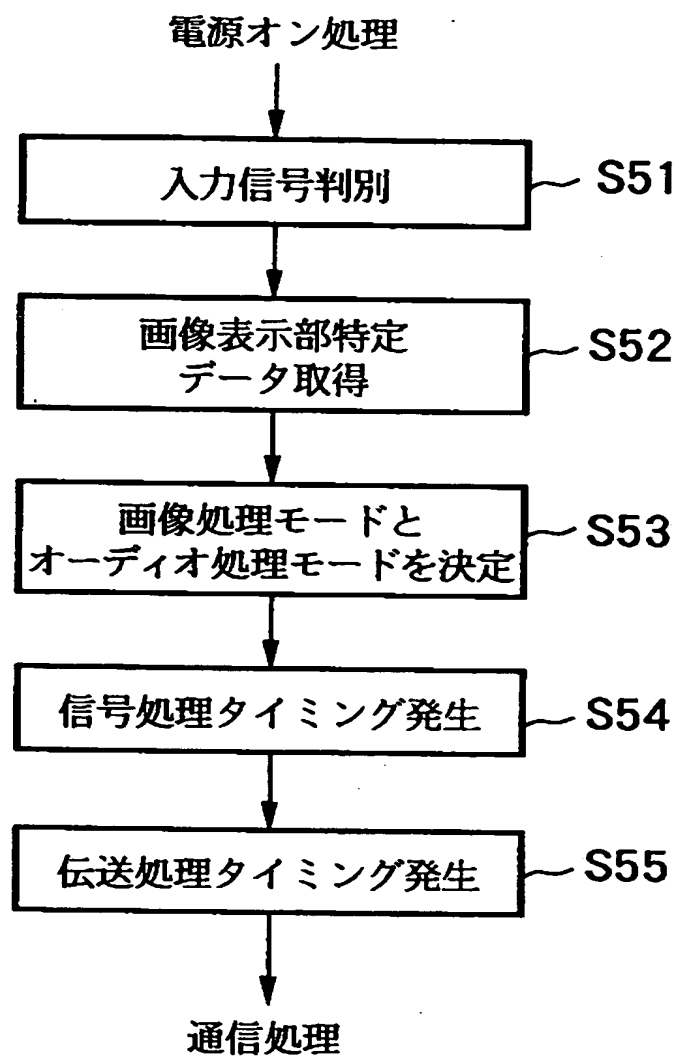 電源オン処理
入力信号判別
S51
画像表示部特定
データ取得
S52
画像処理モードと
オーディオ処理モードを決定
S53
信号処理タイミング発生
S54
伝送処理タイミング発生
S55
通信処理